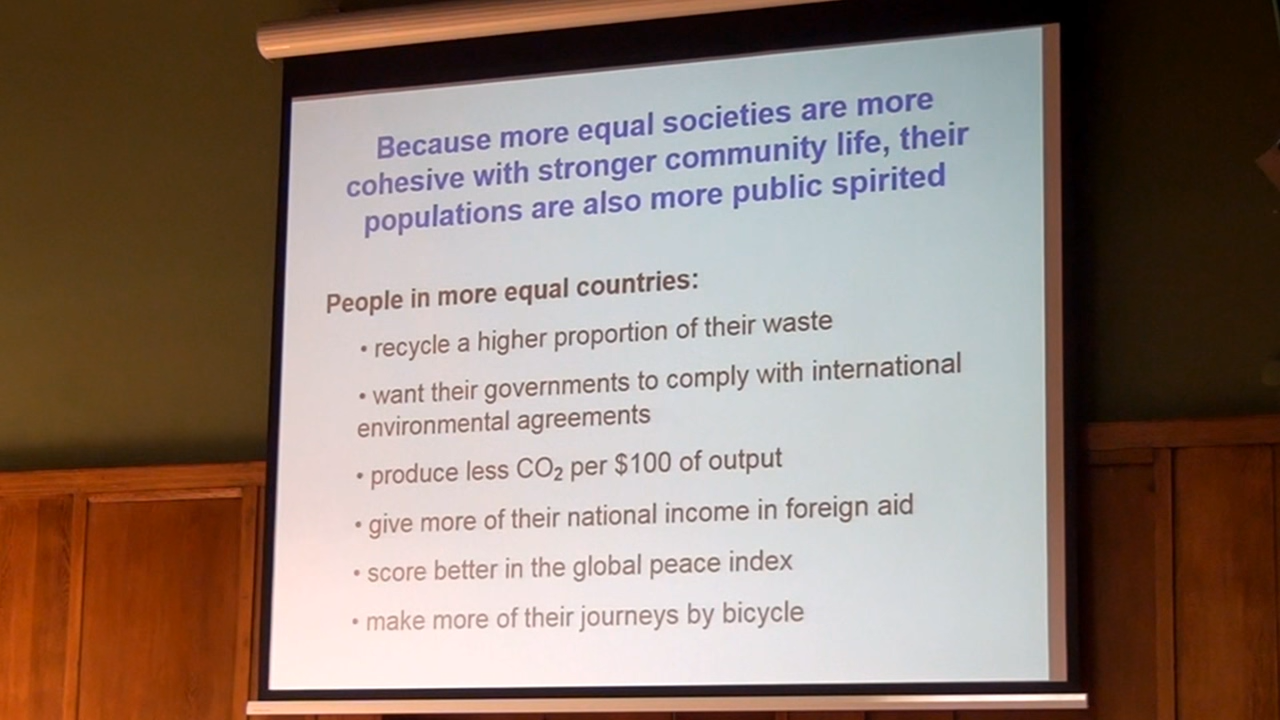 Because more equal societies are more
cohesive with stronger community life, their
populations are also more public spirited
People in more equal countries:
• recycle a higher proportion of their waste
• want their governments to comply with international
environmental agreements
• produce less CO₂ per $100 of output
• give more of their national income in foreign aid
• score better in the global peace index
• make more of their journeys by bicycle